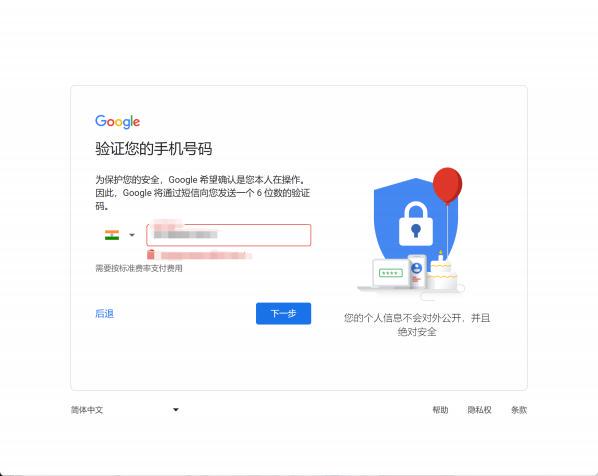 Google
验证您的手机号码
为保护您的安全，Google 希望确认是您本人在操作。
因此，Google 将通过短信向您发送一个 6 位数的验证
码。
需要按标准费率支付费用
后退
下一步
您的个人信息不会对外公开，并且
绝对安全
简体中文
帮助
隐私权
条款